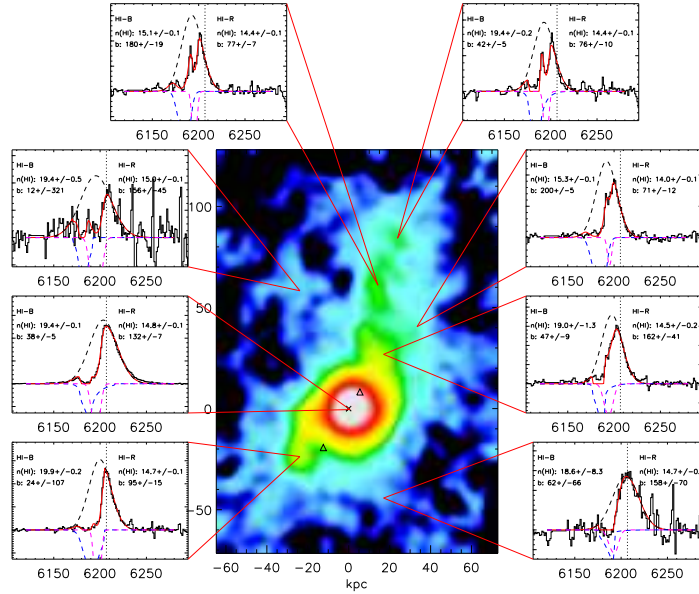 HI-B HI-R
n(HI): 15.1+/-0.1 n(HI): 14.4+/-0.1
b: 180+/-19 b: 77+/-7
6150 6200 6250
HI-B HI-R
n(HI): 19.4+/-0.2 n(HI): 14.4+/-0.1
b: 42+/-5 b: 76+/-10
6150 6200 6250
HI-B HI-R
n(HI): 19.4+/-0.5
b: 12+/-321 b: 156+/-45
6150 6200 6250
HI-B HI-R
n(HI): 15.3+/-0.1 n(HI): 14.0+/-0.1
b: 200+/-5 b: 71+/-12
6150 6200 6250
HI-B HI-R
n(HI): 19.4+/-0.1 n(HI): 14.8+/-0.1
b: 38+/-5 b: 132+/-7
6150 6200 6250
HI-B HI-R
n(HI): 19.0+/-1.3 n(HI): 14.5+/-0.2
b: 47+/-9 b: 162+/-41
6150 6200 6250
HI-B HI-R
n(HI): 19.9+/-0.2 n(HI): 14.7+/-0.1
b: 24+/-107 b: 95+/-15
6150 6200 6250
HI-B HI-R
n(HI): 18.6+/-8.3 n(HI): 14.7+/-0.
b: 62+/-66 b: 158+/-70
6150 6200 6250
100
50
0
-60 -40 -20 0 20 40 60
kpc